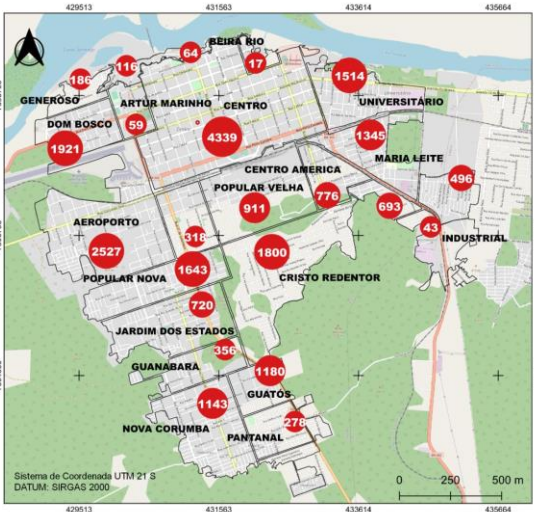 429513 431563 433614 435664
BEIRA RIO
64
17
116
186
1514
GENEROSO
ARTUR MARINHO CENTRO
UNIVERSITÁRIO
DOM BOSCO
59
4339
1345
1921
MARIA LEITE
CENTRO AMERICA
496
POPULAR VELHA
776
911
693
AEROPORTO
43
318
INDUSTRIAL
2527
1800
1643
POPULAR NOVA
CRISTO REDENTOR
720
JARDIM DOS ESTADOS
356
GUANABARÁ
1180
GUATÓS
1143
278
NOVA CORUMBA
PANTANAL
Sistema de Coordenada UTM 21 S
DATUM: SIRGAS 2000
0 250 500 m
429513 431563 433614 435664